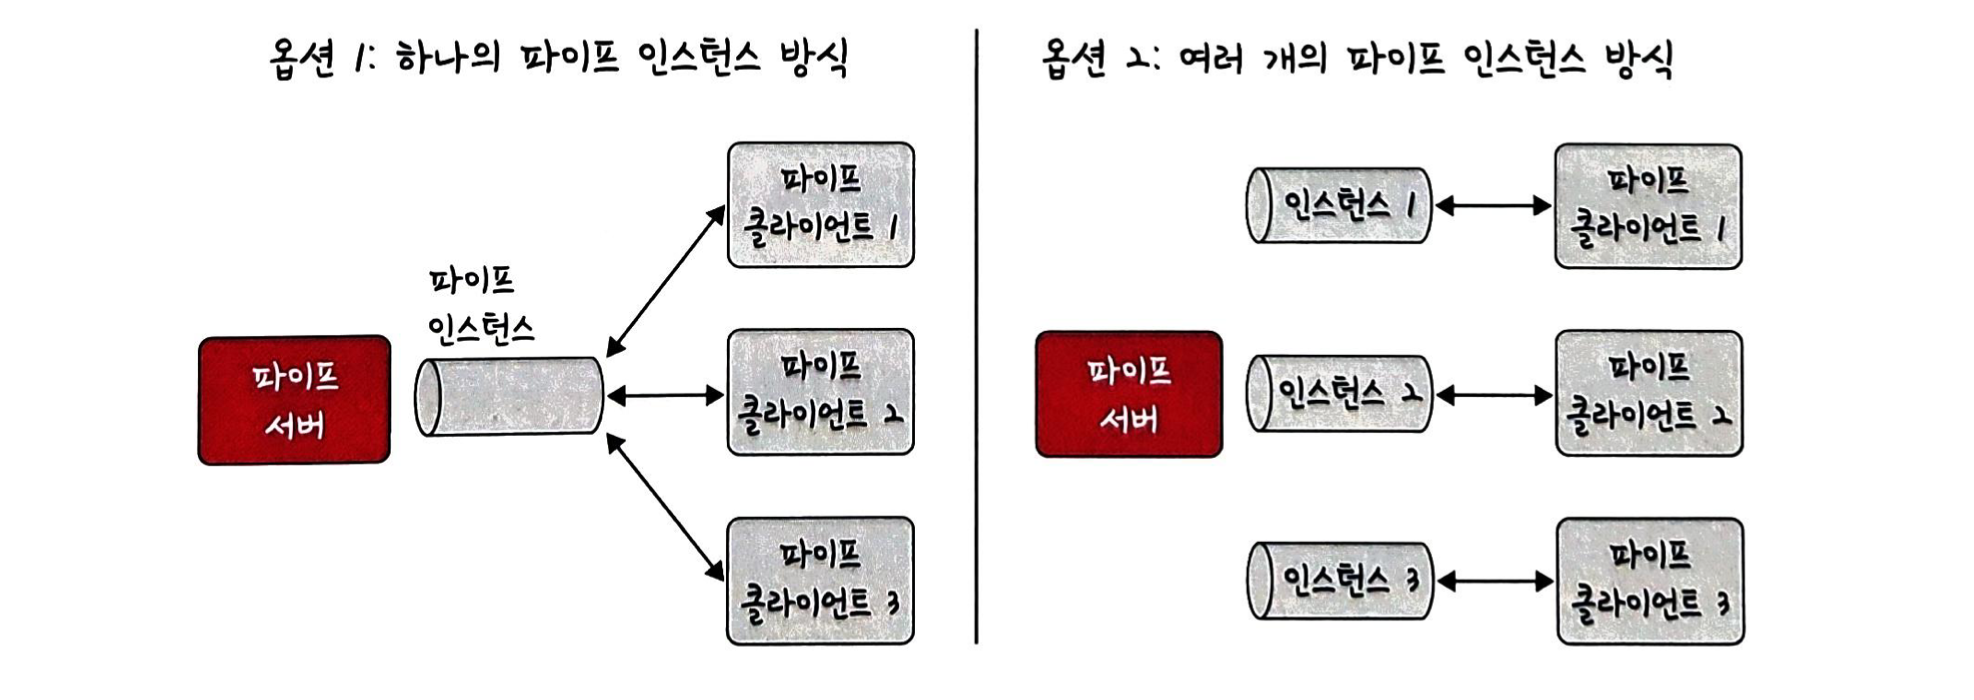 옵션 1: 하나의 파이프 인스턴스 방식
파이프
서버
파이프
인스턴스
파이프
클라이언트 1
파이프
클라이언트 2
파이프
클라이언트 3
옵션 2: 여러 개의 파이프 인스턴스 방식
파이프
서버
인스턴스 1
파이프
클라이언트 1
인스턴스 2
파이프
클라이언트 2
인스턴스 3
파이프
클라이언트 3